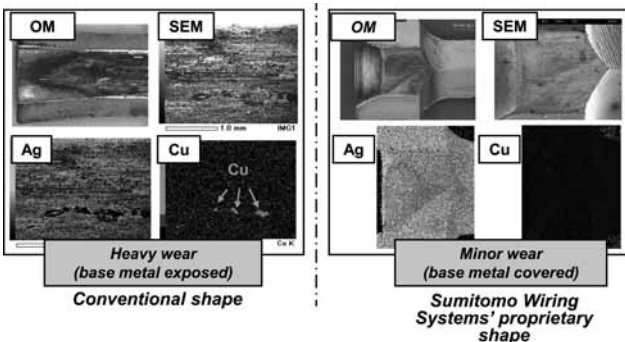 OM
SEM
1.0 mm
IMG1
Ag
Cu
Cu
Cu K
Heavy wear
(base metal exposed)
Conventional shape
OM
SEM
Ag
Cu
Minor wear
(base metal covered)
Sumitomo Wiring
Systems' proprietary
shape